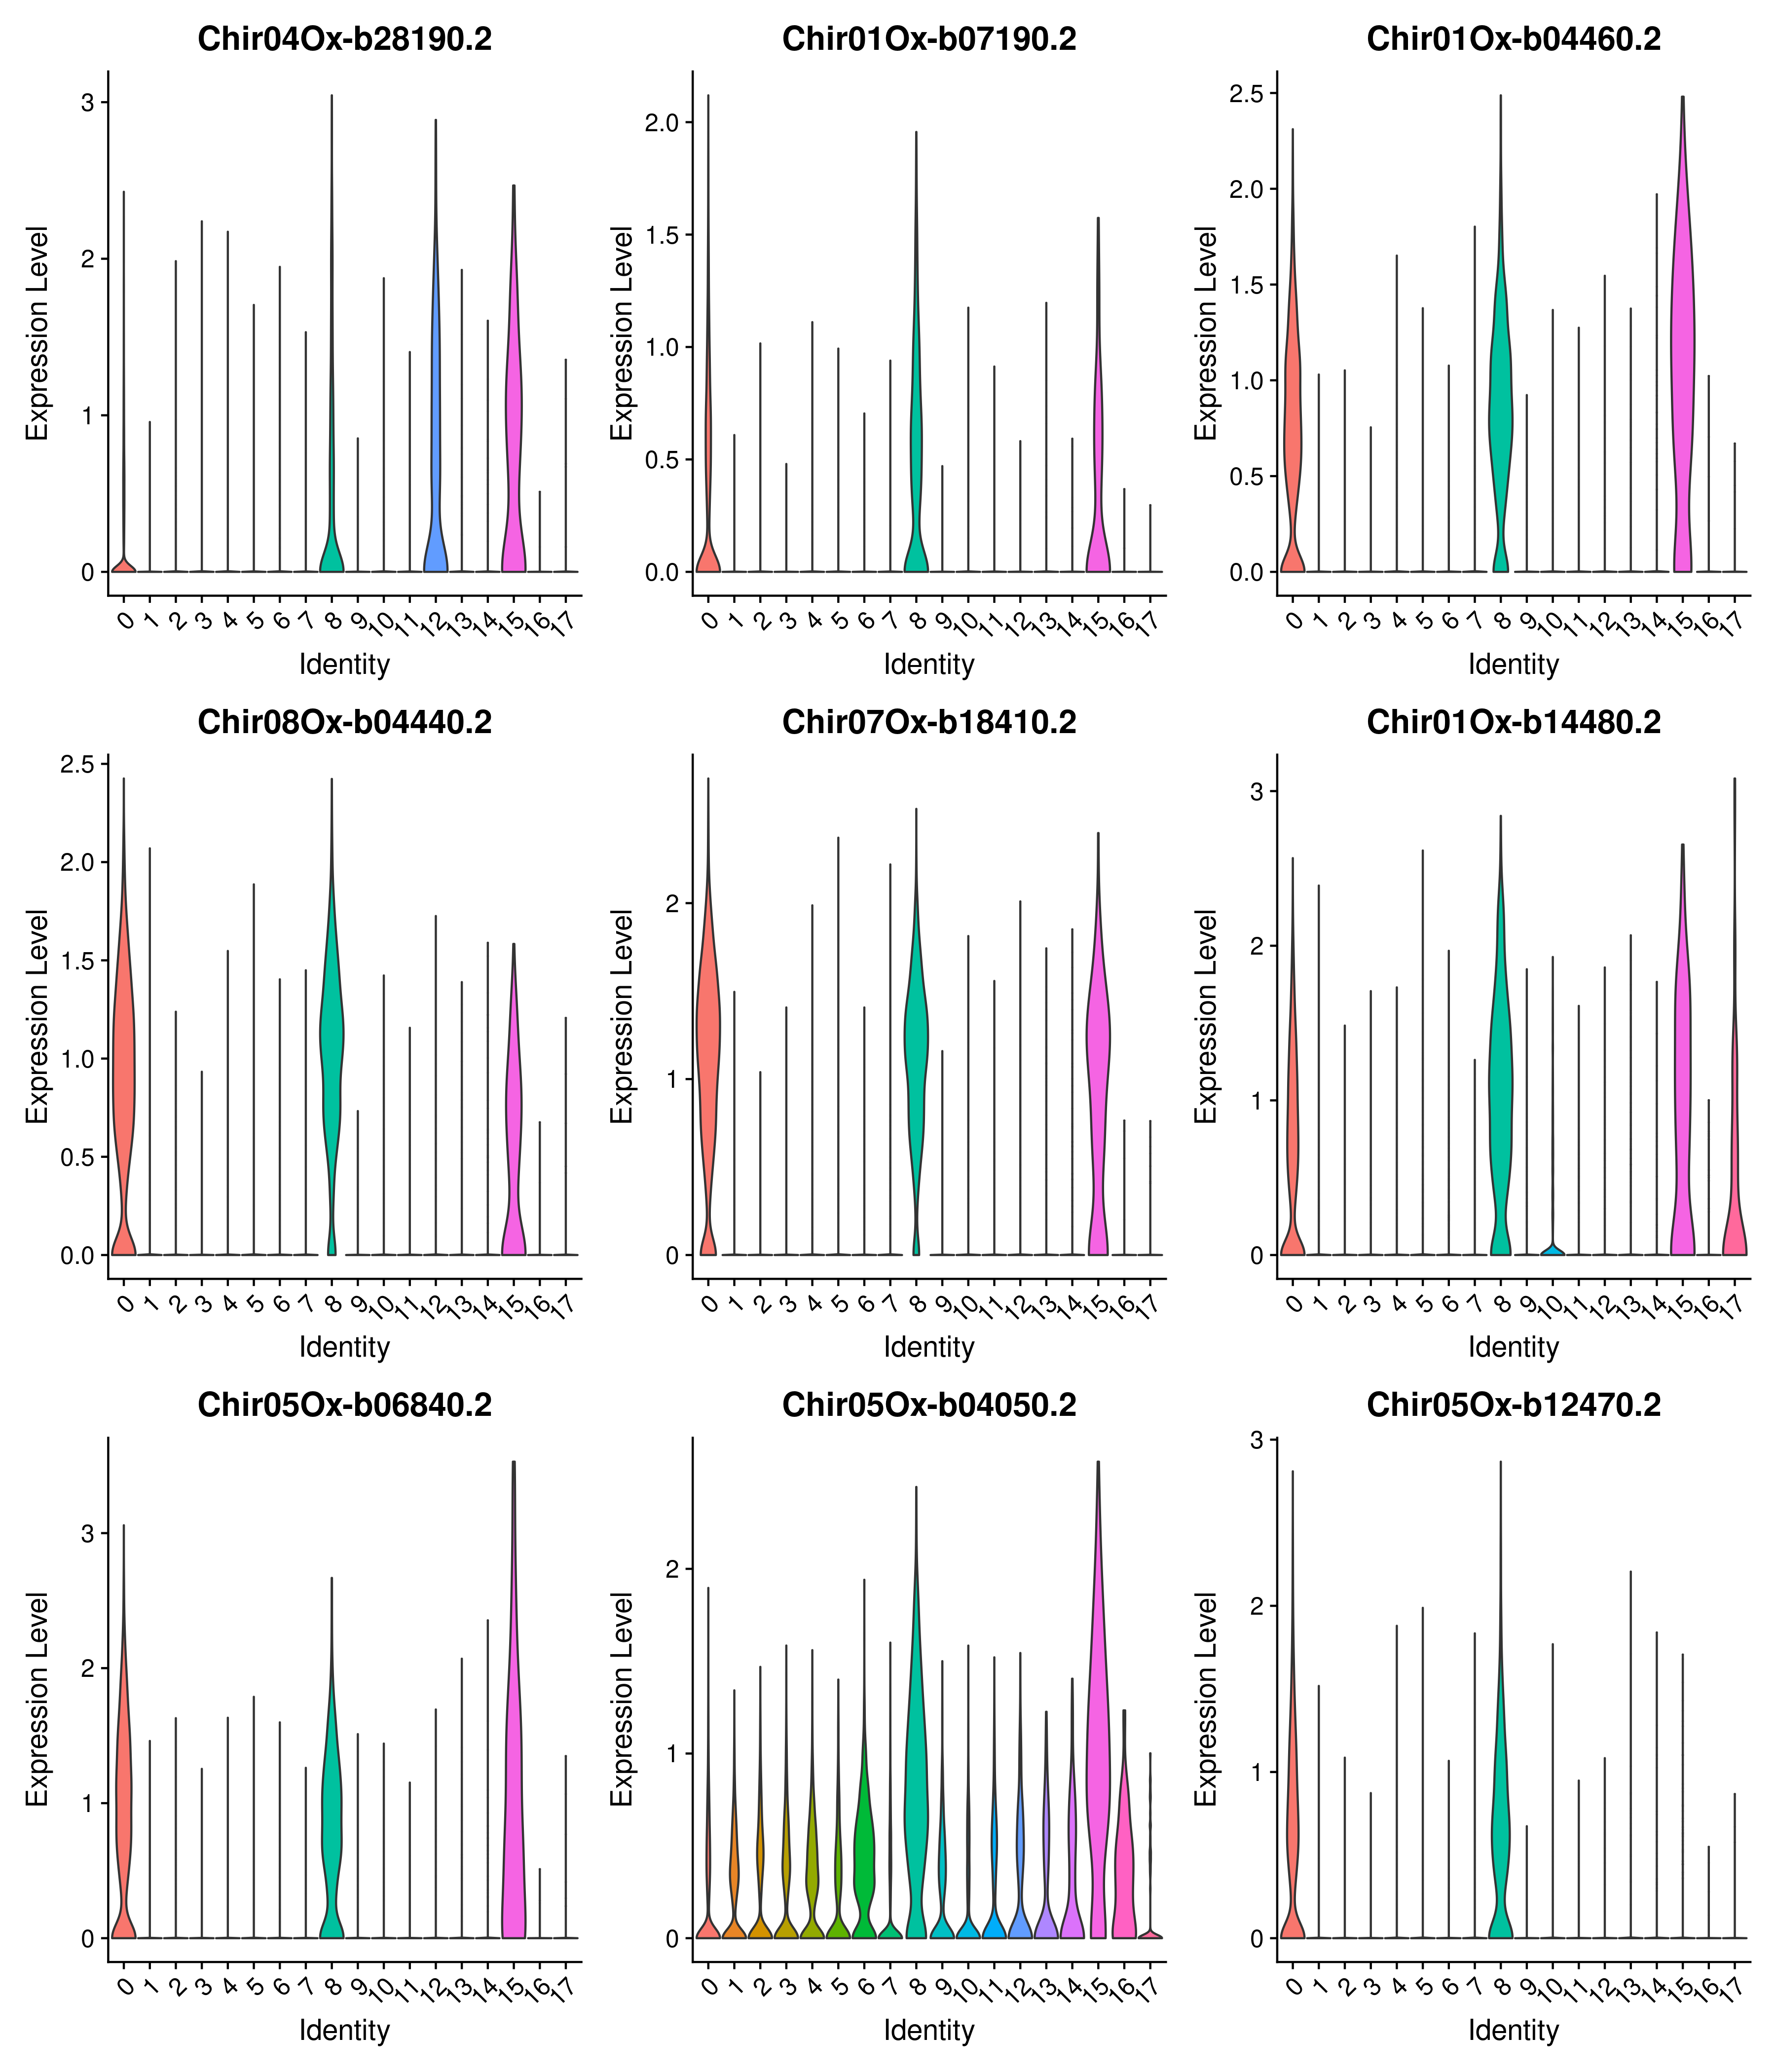 Chir04Ox-b28190.2
Expression Level
3
2
1
0
0 1 2 3 4 5 6 7 8 9 10 11 12 13 14 15 16 17
Identity
Chir01Ox-b07190.2
Expression Level
2.0
1.5
1.0
0.5
0.0
0 1 2 3 4 5 6 7 8 9 10 11 12 13 14 15 16 17
Identity
Chir01Ox-b04460.2
Expression Level
2.5
2.0
1.5
1.0
0.5
0.0
0 1 2 3 4 5 6 7 8 9 10 11 12 13 14 15 16 17
Identity
Chir08Ox-b04440.2
Expression Level
2.5
2.0
1.5
1.0
0.5
0.0
0 1 2 3 4 5 6 7 8 9 10 11 12 13 14 15 16 17
Identity
Chir07Ox-b18410.2
Expression Level
2
1
0
0 1 2 3 4 5 6 7 8 9 10 11 12 13 14 15 16 17
Identity
Chir01Ox-b14480.2
Expression Level
3
2
1
0
0 1 2 3 4 5 6 7 8 9 10 11 12 13 14 15 16 17
Identity
Chir05Ox-b06840.2
Expression Level
3
2
1
0
0 1 2 3 4 5 6 7 8 9 10 11 12 13 14 15 16 17
Identity
Chir05Ox-b04050.2
Expression Level
2
1
0
0 1 2 3 4 5 6 7 8 9 10 11 12 13 14 15 16 17
Identity
Chir05Ox-b12470.2
Expression Level
3
2
1
0
0 1 2 3 4 5 6 7 8 9 10 11 12 13 14 15 16 17
Identity